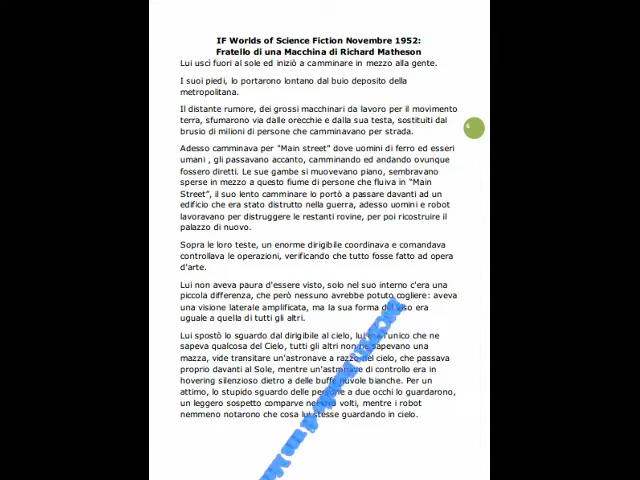 IF Worlds of Science Fiction Novembre 1952:
Fratello di una Macchina di Richard Matheson
Lui uscì fuori al sole ed iniziò a camminare in mezzo alla gente.
I suoi piedi, lo portarono lontano dal buio deposito della
metropolitana.
Il distante rumore, dei grossi macchinari da lavoro per il movimento
terra, sfumarono via dalle orecchie e dalla sua testa, sostituiti dal
brusio di milioni di persone che camminavano per strada.
6
Adesso camminava per "Main street" dove uomini di ferro ed esseri
umani , gli passavano accanto, camminando ed andando ovunque
fossero diretti. Le sue gambe si muovevano piano, sembravano
sperse in mezzo a questo fiume di persone che fluiva in "Main
Street", il suo lento camminare lo portò a passare davanti ad un
edificio che era stato distrutto nella guerra, adesso uomini e robot
lavoravano per distruggere le restanti rovine, per poi ricostruire il
palazzo di nuovo.
Sopra le loro teste, un enorme dirigibile coordinava e comandava
controllava le operazioni, verificando che tutto fosse fatto ad opera
d'arte.
Lui non aveva paura d'essere visto, solo nel suo interno c'era una
piccola differenza, che però nessuno avrebbe potuto cogliere: aveva
una visione laterale amplificata, ma la sua forma del viso era
uguale a quella di tutti gli altri.
Lui spostò lo sguardo dal dirigibile al cielo, lui era l'unico che ne
sapeva qualcosa del Cielo, tutti gli altri non ne sapevano una
mazza, vide transitare un'astronave a razzo nel cielo, che passava
proprio davanti al Sole, mentre un'astronave di controllo era in
hovering silenzioso dietro a delle buffe nuvole bianche. Per un
attimo, lo stupido sguardo delle persone a due occhi lo guardarono,
un leggero sospetto comparve nei loro volti, mentre i robot
nemmeno notarono che cosa lui stesse guardando in cielo.